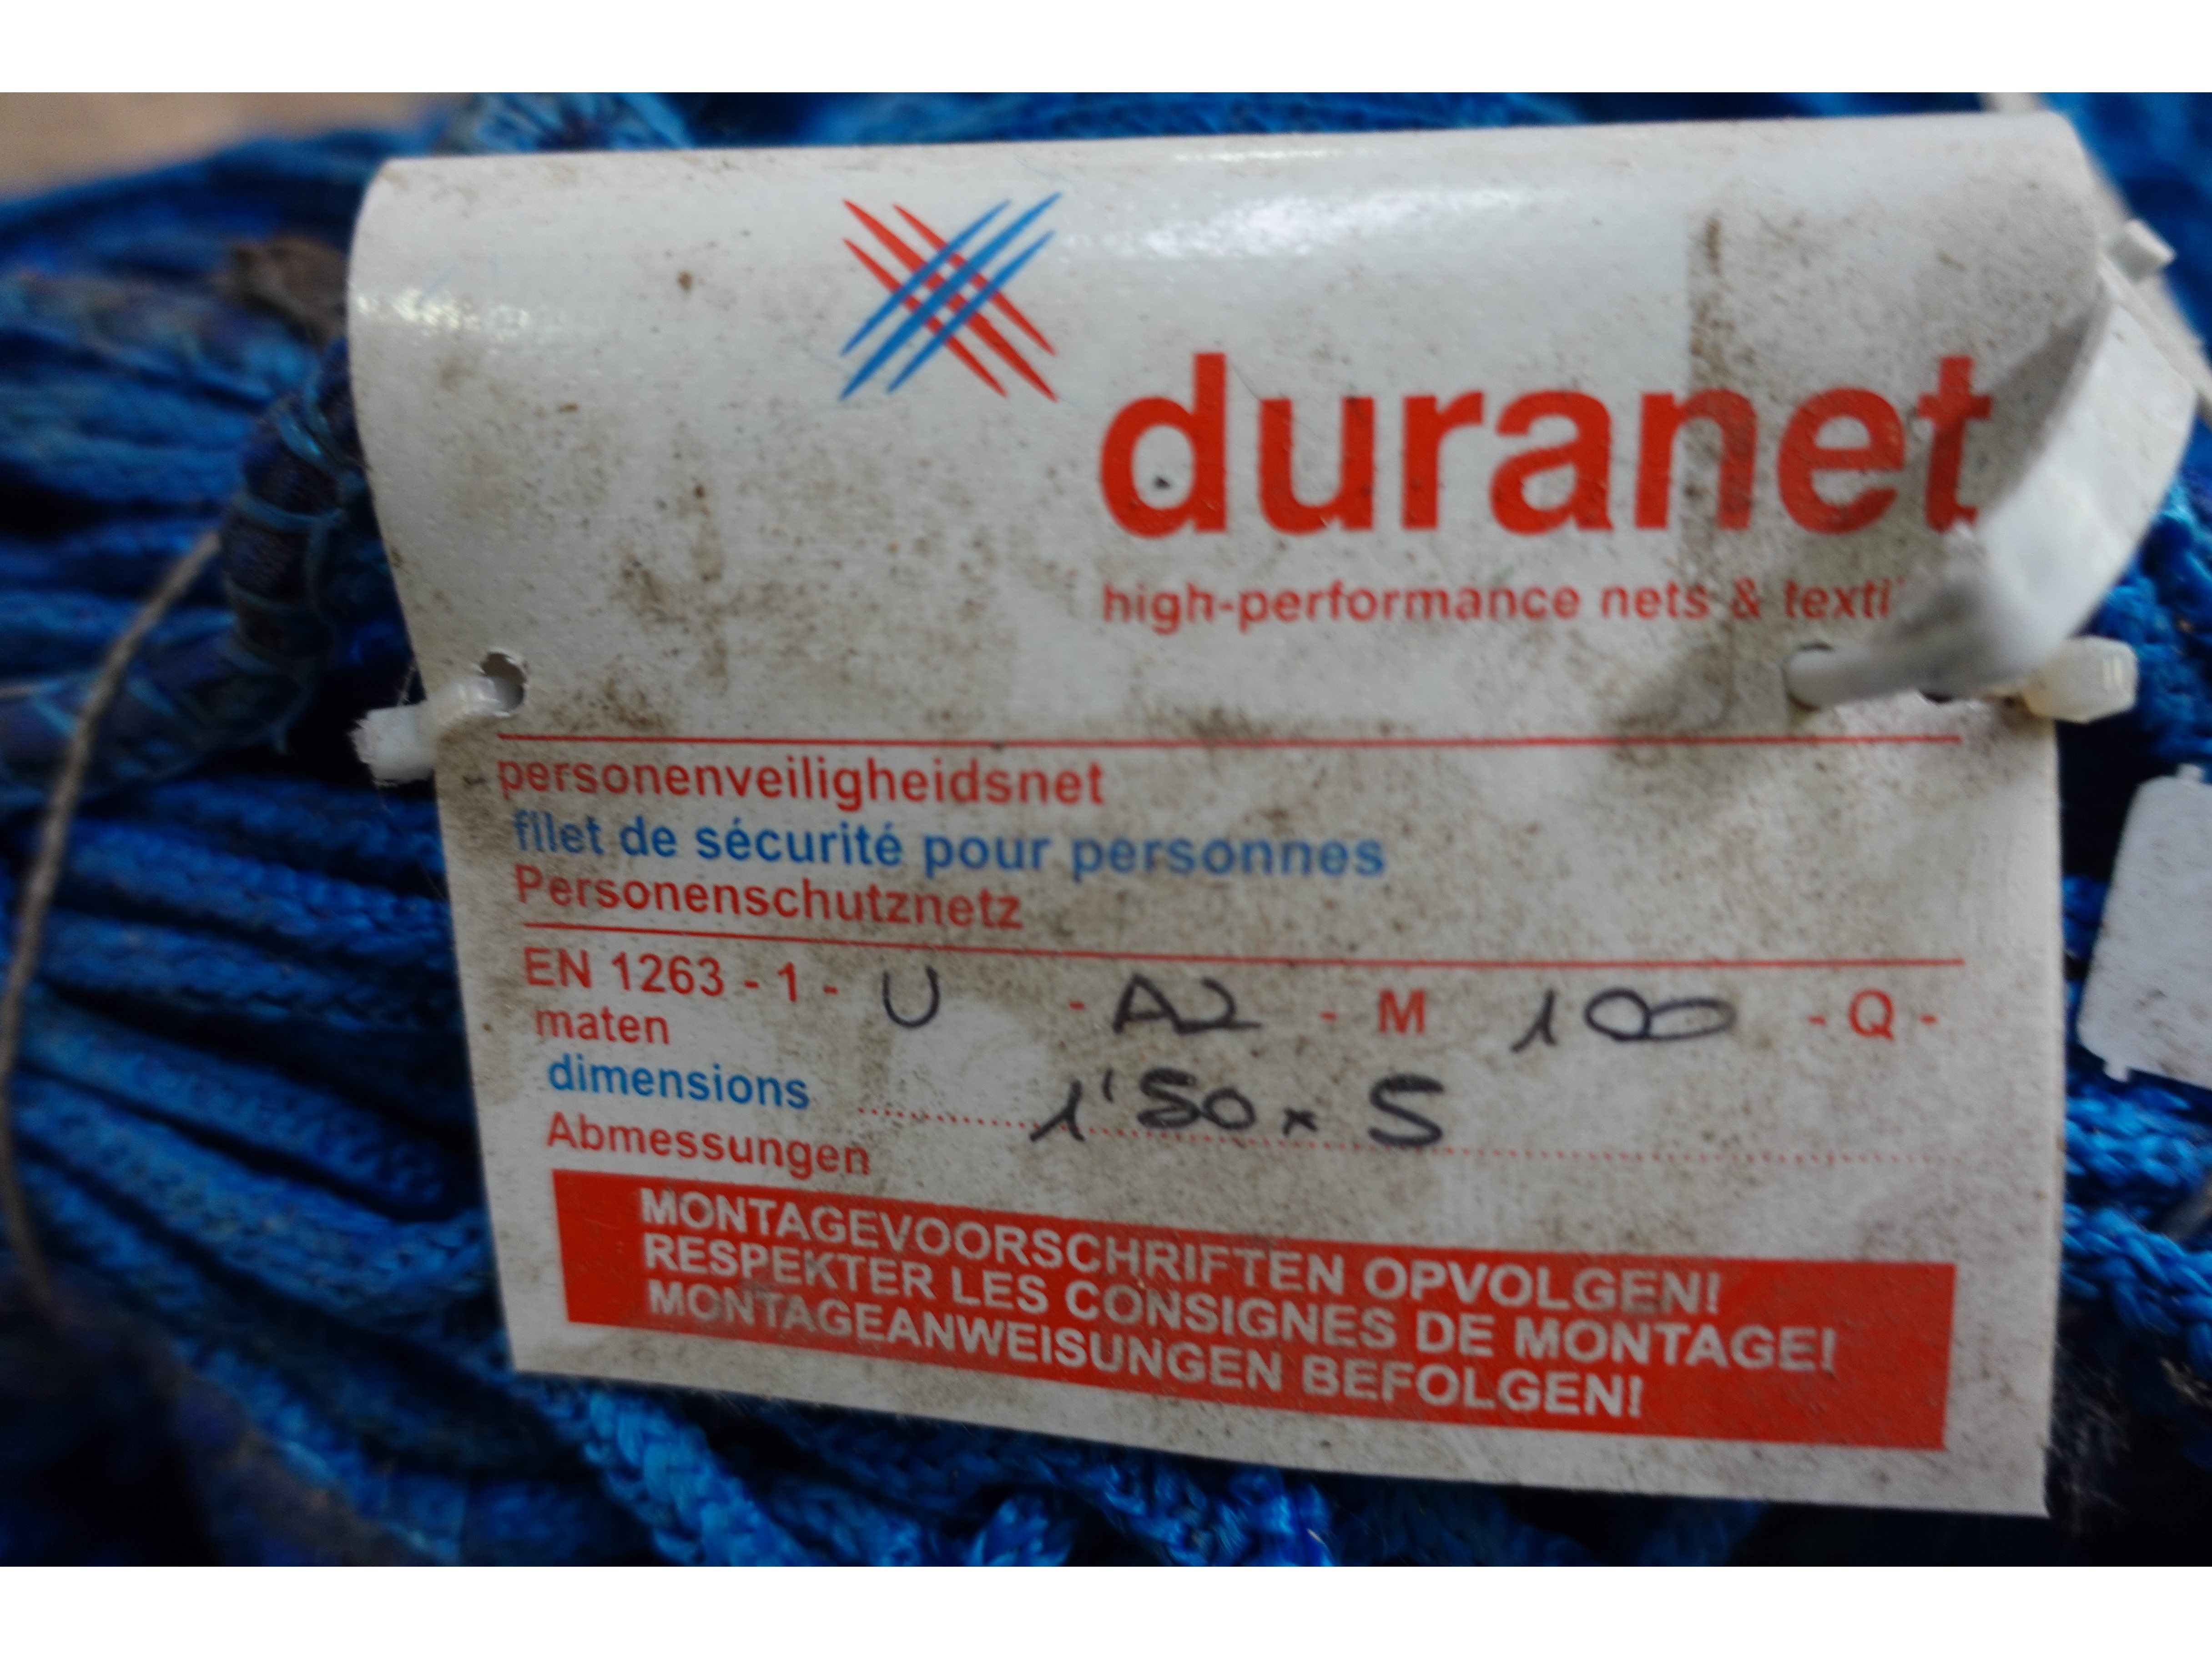 duranet
high-performance nets & 
personenveiligheidsnet
filet de sécurité pour personnes
Personenschutznetz
EN 1263 - 1 - U - A2 - M 100 - Q -
maten
dimensions 1'50 x 5
Abmessungen
MONTAGEVOORSCHRIFTEN OPVOLGEN!
RESPEKTER LES CONSIGNES DE MONTAGE!
MONTAGEANWEISUNGEN BEFOLGEN!